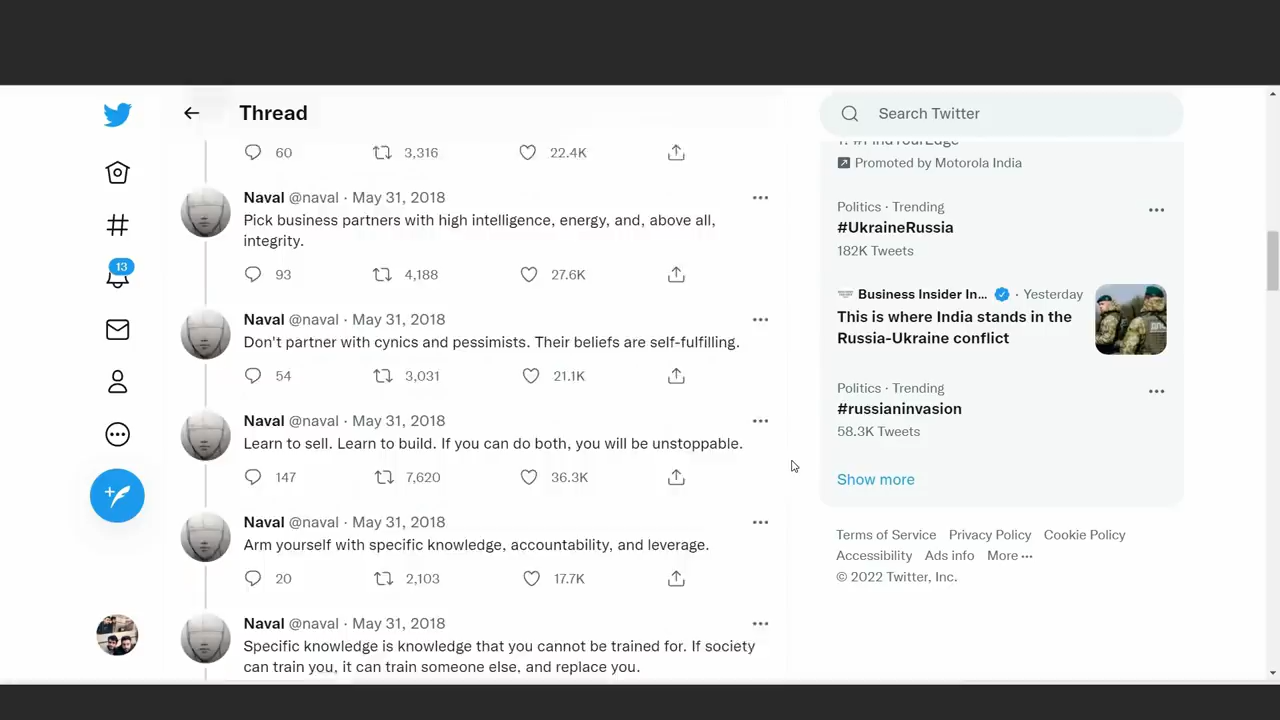 Thread
Search Twitter
60 3,316 22.4K
Naval @naval · May 31, 2018
Pick business partners with high intelligence, energy, and, above all,
integrity.
93 4,188 27.6K
Naval @naval · May 31, 2018
Don't partner with cynics and pessimists. Their beliefs are self-fulfilling.
54 3,031 21.1K
Naval @naval · May 31, 2018
Learn to sell. Learn to build. If you can do both, you will be unstoppable.
147 7,620 36.3K
Naval @naval · May 31, 2018
Arm yourself with specific knowledge, accountability, and leverage.
20 2,103 17.7K
Naval @naval · May 31, 2018
Specific knowledge is knowledge that you cannot be trained for. If society
can train you, it can train someone else, and replace you.
13
Promoted by Motorola India
Politics · Trending
#UkraineRussia
182K Tweets
Business Insider In... · Yesterday
This is where India stands in the
Russia-Ukraine conflict
Politics · Trending
#russianinvasion
58.3K Tweets
Show more
Terms of Service Privacy Policy Cookie Policy
Accessibility Ads info More ···
© 2022 Twitter, Inc.